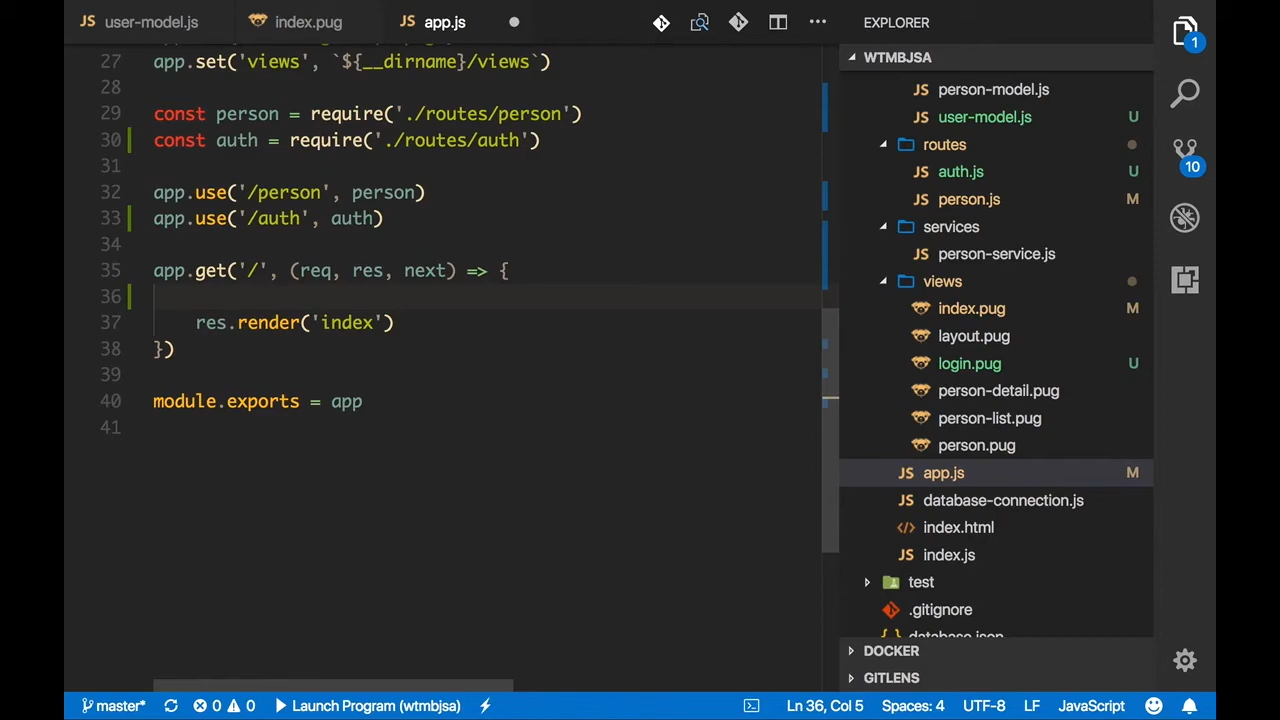 JS user-model.js
index.pug
JS app.js
EXPLORER
27 app.set('views', `${__dirname}/views`)
28
29 const person = require('./routes/person')
30 const auth = require('./routes/auth')
31
32 app.use('/person', person)
33 app.use('/auth', auth)
34
35 app.get('/', (req, res, next) => {
36
37 res.render('index')
38 })
39
40 module.exports = app
41
WTMBJSA
JS person-model.js
JS user-model.js U
routes
JS auth.js U
JS person.js M
services
JS person-service.js
views
index.pug M
layout.pug
login.pug U
person-detail.pug
person-list.pug
person.pug
JS app.js M
JS database-connection.js
</> index.html
JS index.js
test
.gitignore
{ } database.json
DOCKER
GITLENS
1
10
master* 0 0 Launch Program (wtmbjsa) Ln 36, Col 5 Spaces: 4 UTF-8 LF JavaScript